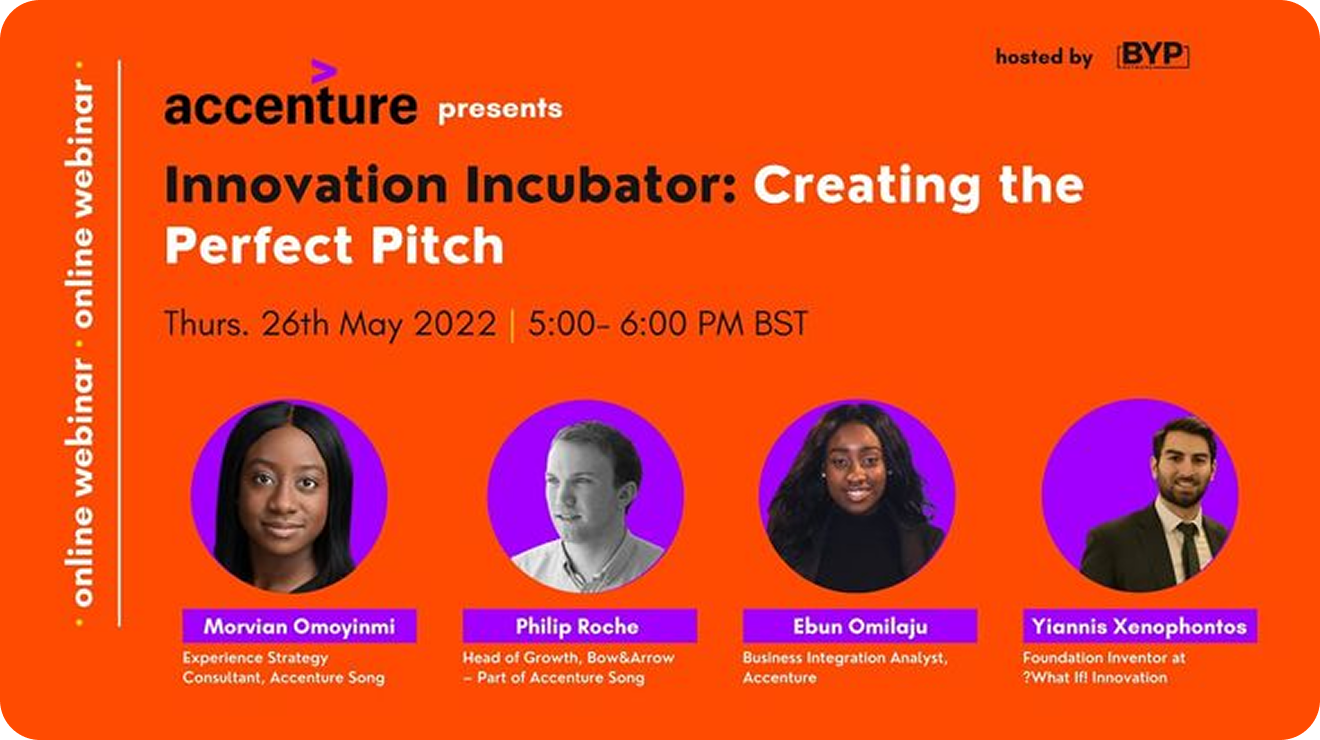 hosted by [BYP]
accenture presents
Innovation Incubator: Creating the
Perfect Pitch
Thurs. 26th May 2022 | 5:00- 6:00 PM BST
• online webinar • online webinar •
Morvian Omoyinmi
Experience Strategy
Consultant, Accenture Song
Philip Roche
Head of Growth, Bow&Arrow
– Part of Accenture Song
Ebun Omilaju
Business Integration Analyst,
Accenture
Yiannis Xenophontos
Foundation Inventor at
?What If! Innovation